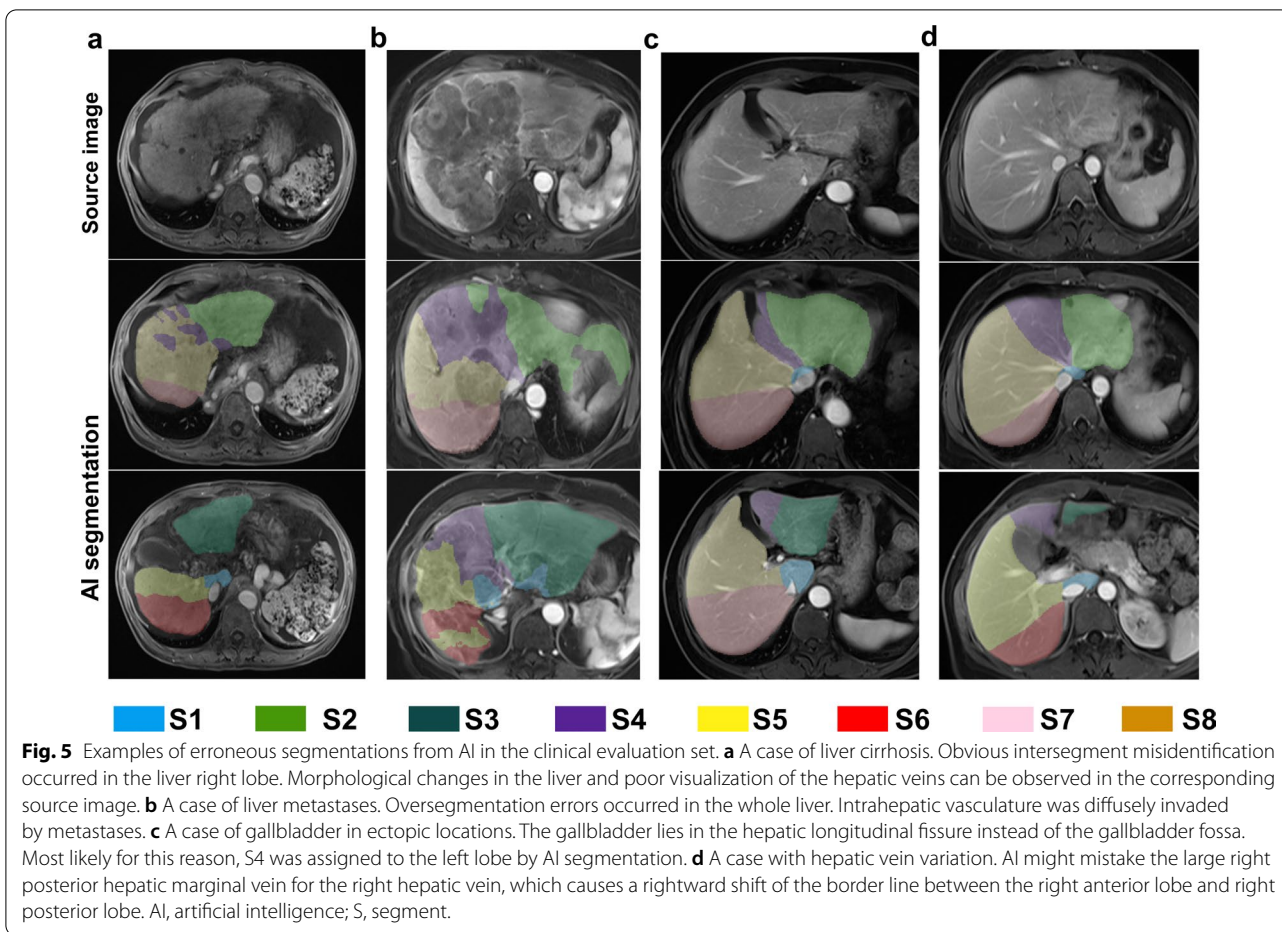 a b c d
Source image
AI segmentation
S1 S2 S3 S4 S5 S6 S7 S8
Fig. 5 Examples of erroneous segmentations from AI in the clinical evaluation set. a A case of liver cirrhosis. Obvious intersegment misidentification
occurred in the liver right lobe. Morphological changes in the liver and poor visualization of the hepatic veins can be observed in the corresponding
source image. b A case of liver metastases. Oversegmentation errors occurred in the whole liver. Intrahepatic vasculature was diffusely invaded
by metastases. c A case of gallbladder in ectopic locations. The gallbladder lies in the hepatic longitudinal fissure instead of the gallbladder fossa.
Most likely for this reason, S4 was assigned to the left lobe by AI segmentation. d A case with hepatic vein variation. AI might mistake the large right
posterior hepatic marginal vein for the right hepatic vein, which causes a rightward shift of the border line between the right anterior lobe and right
posterior lobe. AI, artificial intelligence; S, segment.